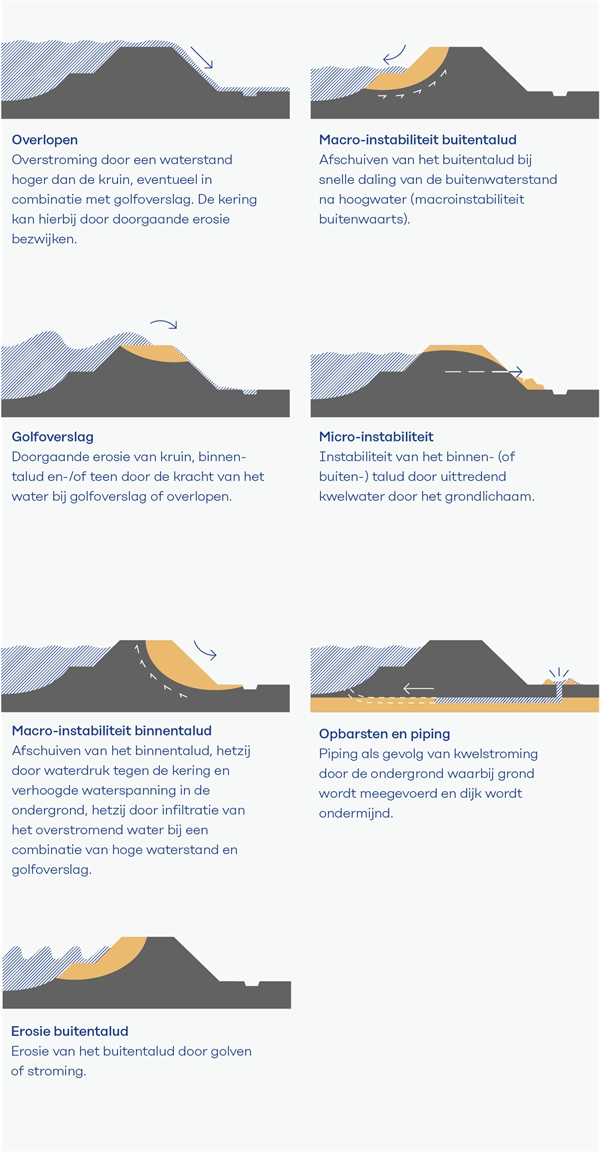 Overlopen
Overstroming door een waterstand
hoger dan de kruin, eventueel in
combinatie met golfoverslag. De kering
kan hierbij door doorgaande erosie
bezwijken.
Macro-instabiliteit buitentalud
Afschuiven van het buitentalud bij
snelle daling van de buitenwaterstand
na hoogwater (macroinstabiliteit
buitenwaarts).
Golfoverslag
Doorgaande erosie van kruin, binnen-
talud en-/of teen door de kracht van het
water bij golfoverslag of overlopen.
Micro-instabiliteit
Instabiliteit van het binnen- (of
buiten-) talud door uittredend
kwelwater door het grondlichaam.
Macro-instabiliteit binnentalud
Afschuiven van het binnentalud, hetzij
door waterdruk tegen de kering en
verhoogde waterspanning in de
ondergrond, hetzij door infiltratie van
het overstromend water bij een
combinatie van hoge waterstand en
golfoverslag.
Opbarsten en piping
Piping als gevolg van kwelstroming
door de ondergrond waarbij grond
wordt meegevoerd en dijk wordt
ondermijnd.
Erosie buitentalud
Erosie van het buitentalud door golven
of stroming.